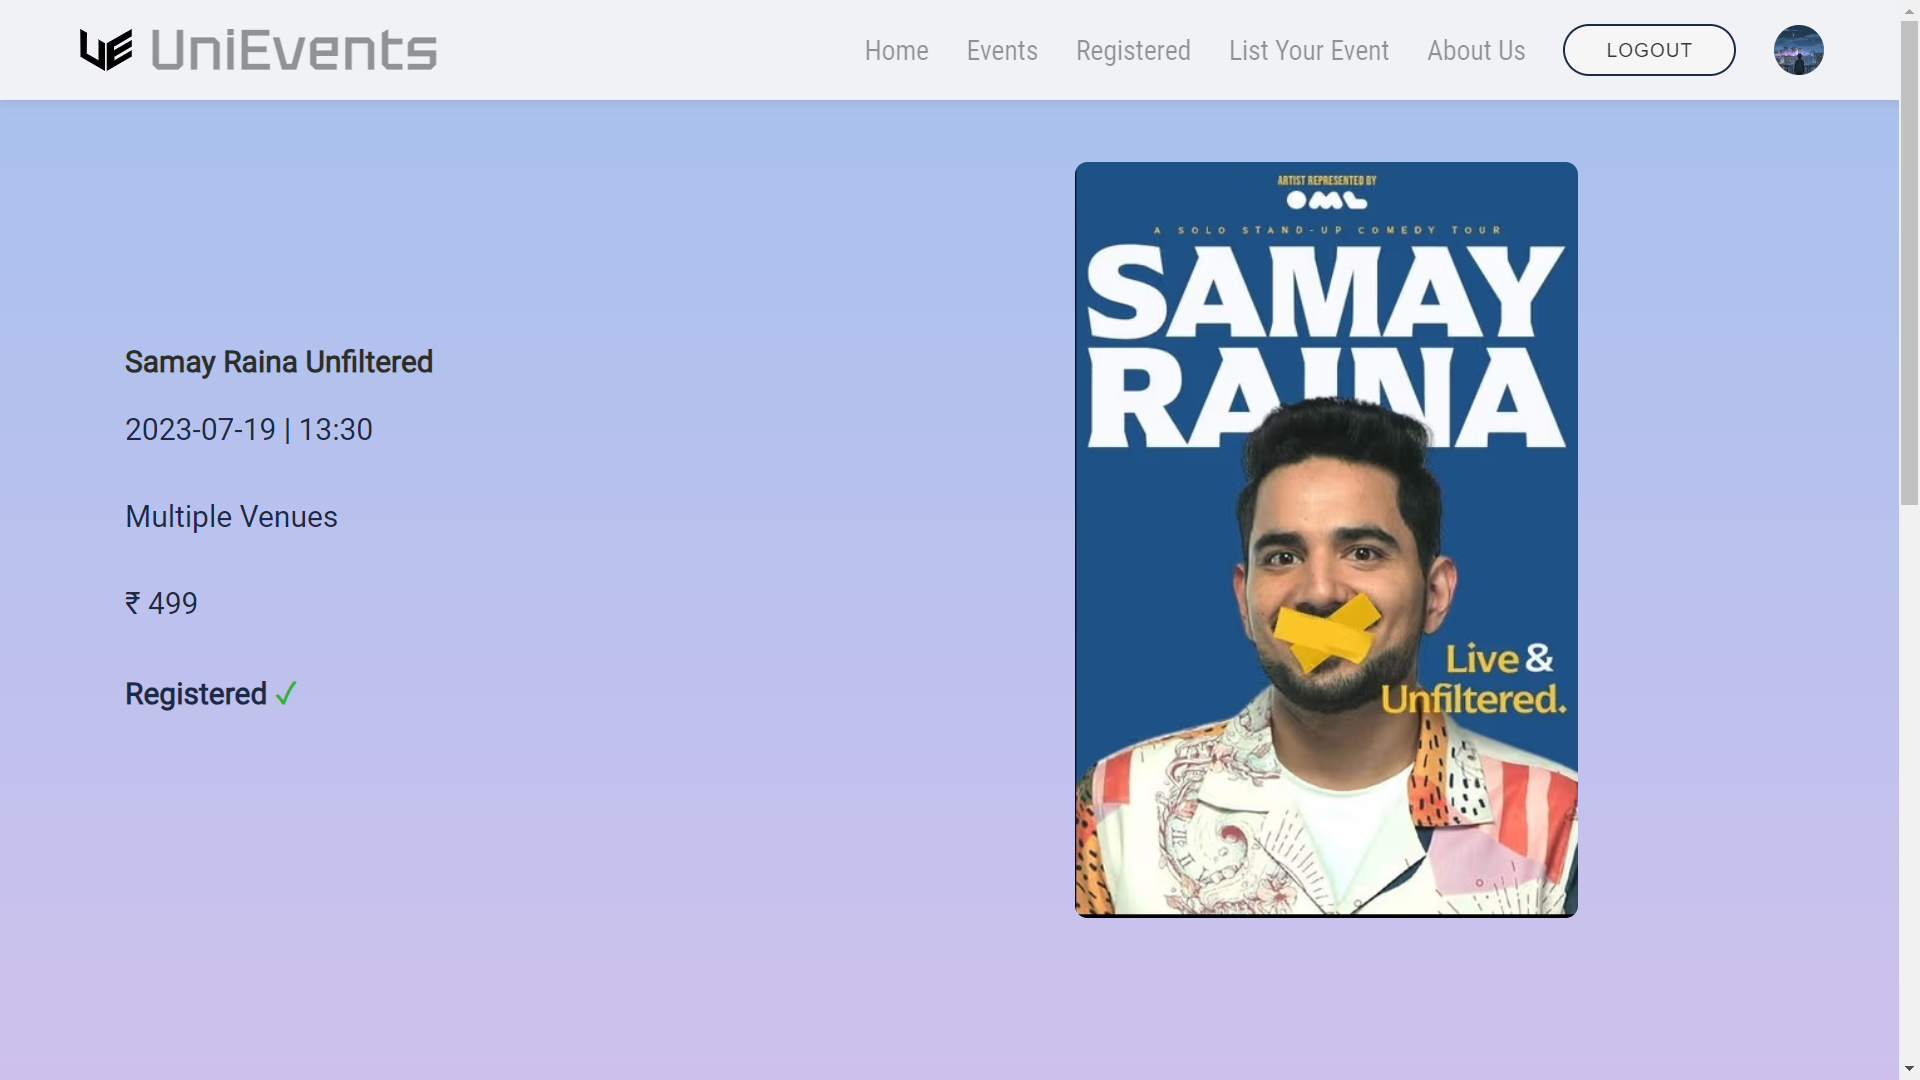 UniEvents
Home
Events
Registered
List Your Event
About Us
LOGOUT
Samay Raina Unfiltered
2023-07-19 | 13:30
Multiple Venues
₹ 499
Registered ✓
ARTIST REPRESENTED BY
OML
A SOLO STAND-UP COMEDY TOUR
SAMAY
RAINA
Live &
Unfiltered.